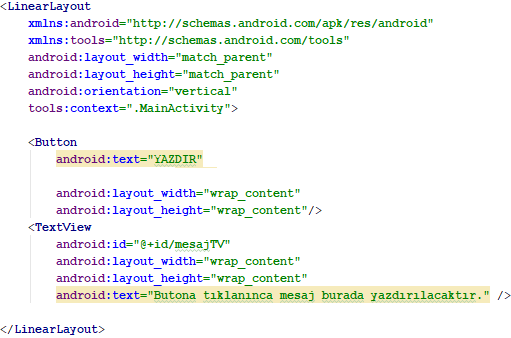 <LinearLayout
xmlns:android="http://schemas.android.com/apk/res/android"
xmlns:tools="http://schemas.android.com/tools"
android:layout_width="match_parent"
android:layout_height="match_parent"
android:orientation="vertical"
tools:context=".MainActivity">
<Button
android:text="YAZDIR"
android:layout_width="wrap_content"
android:layout_height="wrap_content"/>
<TextView
android:id="@+id/mesajTV"
android:layout_width="wrap_content"
android:layout_height="wrap_content"
android:text="Butona tıklanınca mesaj burada yazdırılacaktır." />
</LinearLayout>